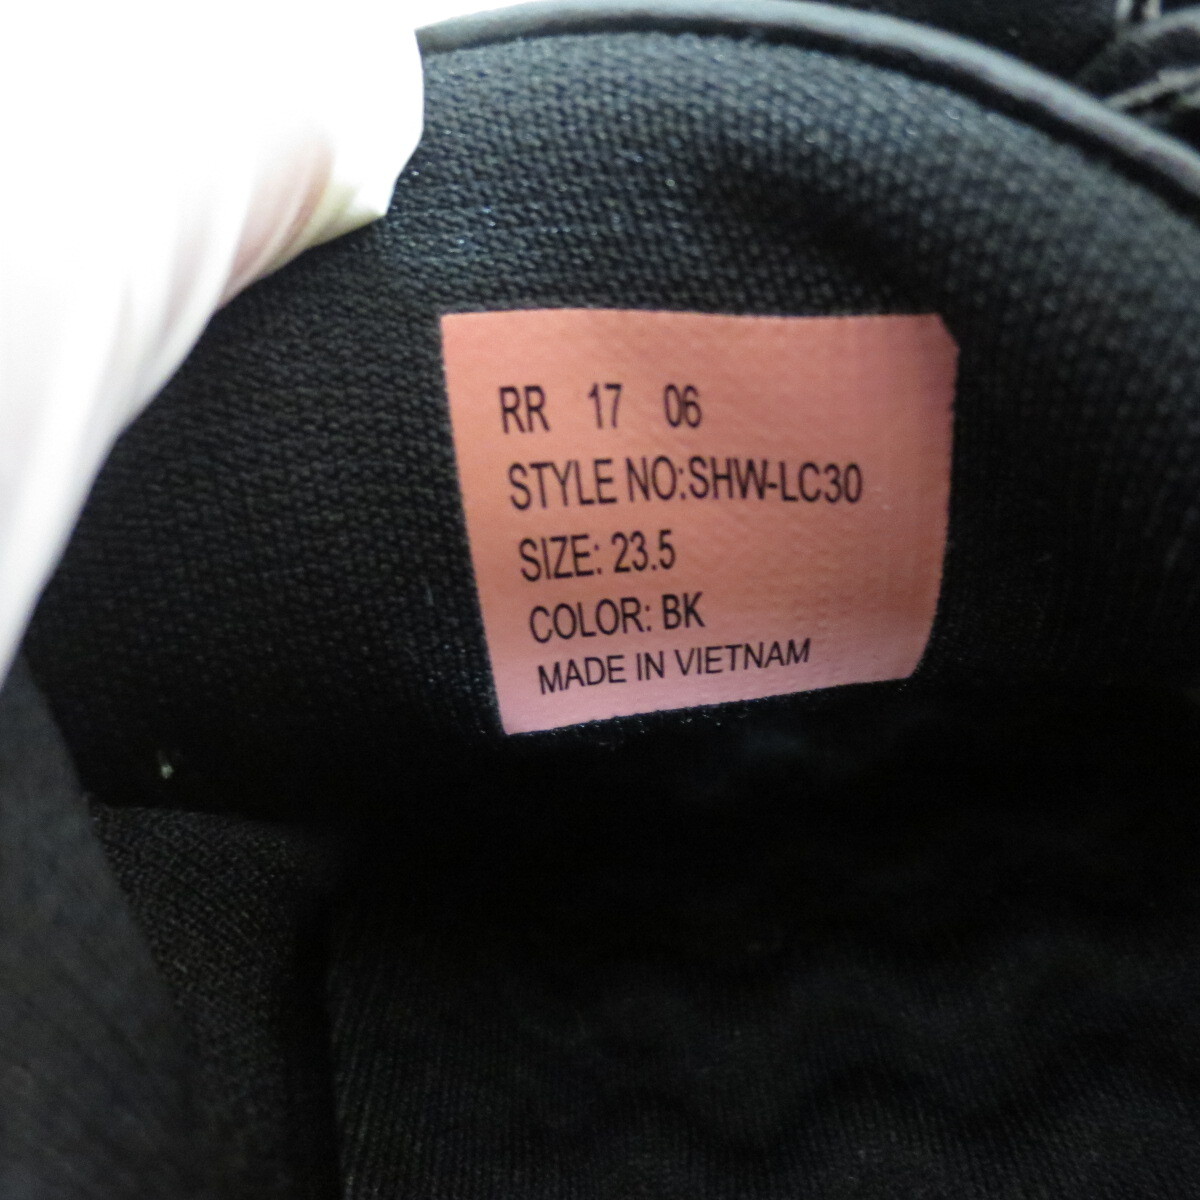 RR 17 06
STYLE NO:SHW-LC30
SIZE: 23.5
COLOR: BK
MADE IN VIETNAM